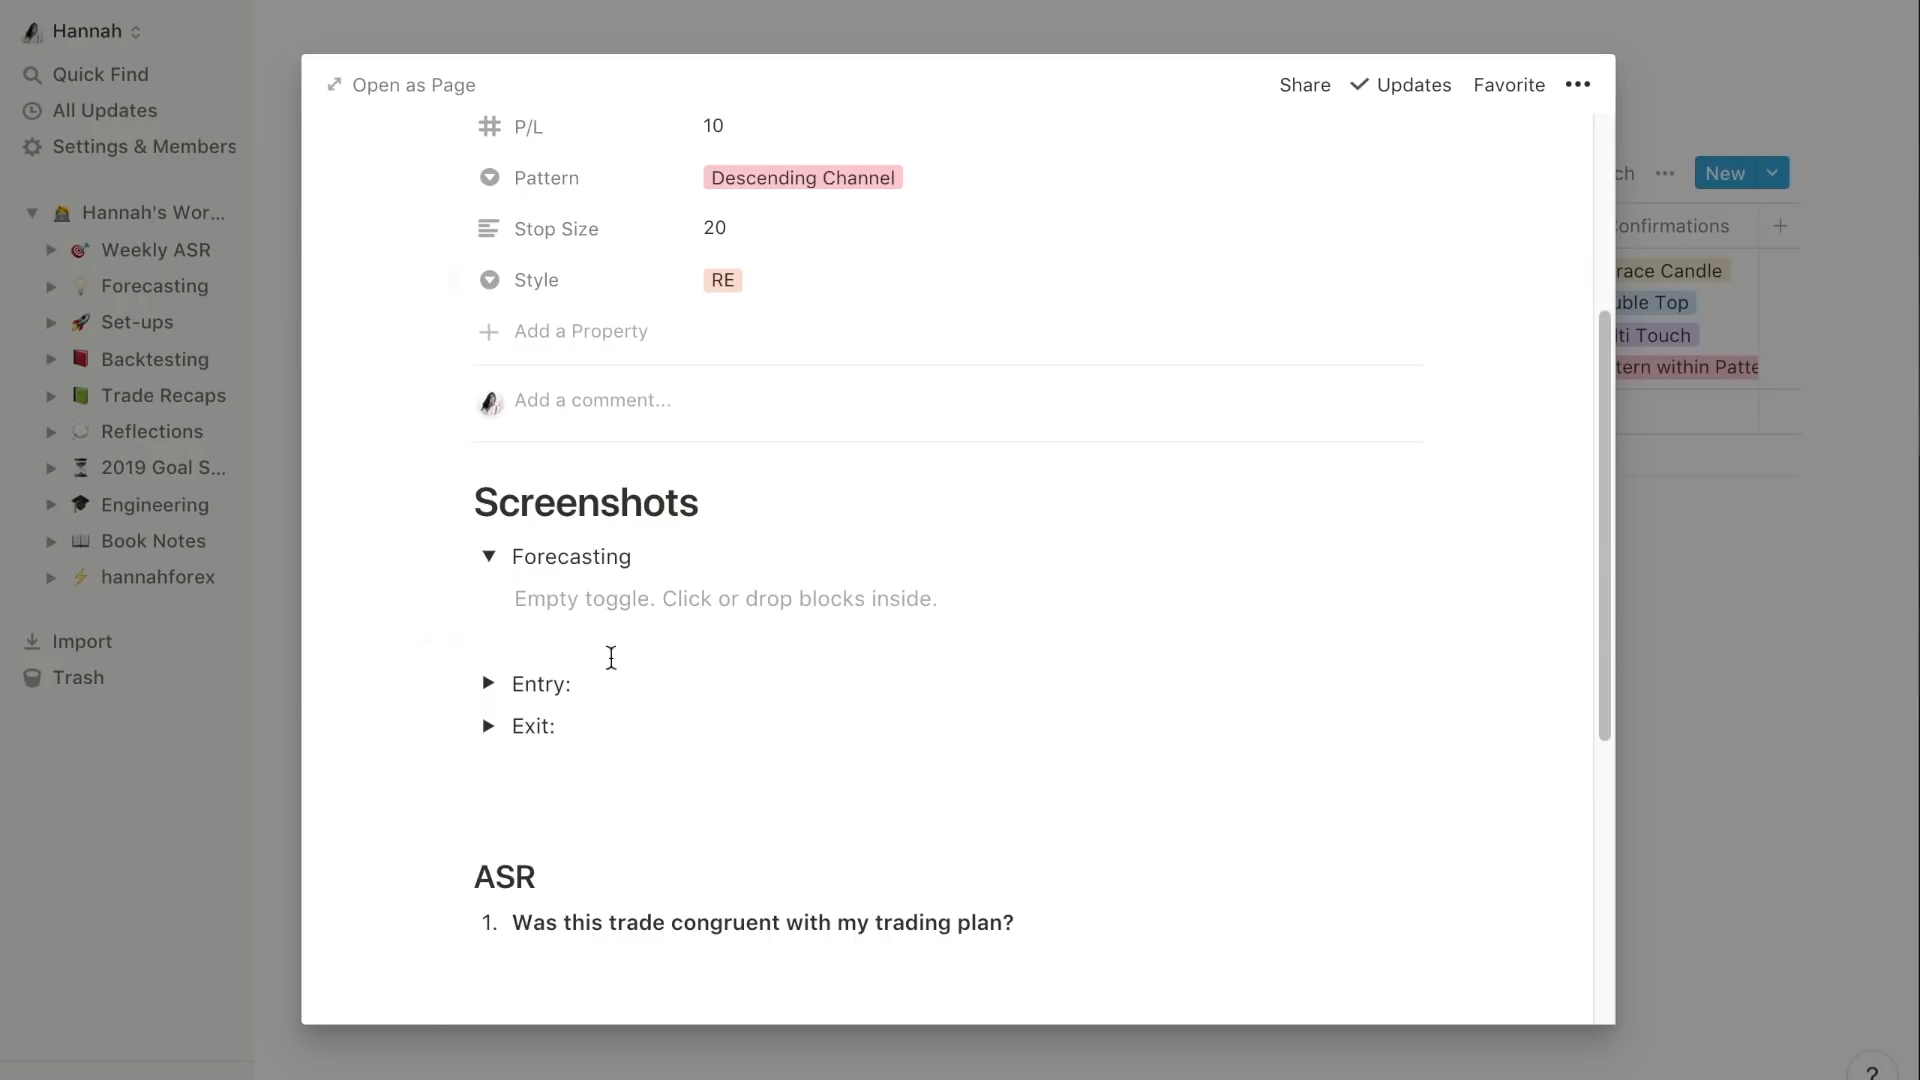 Hannah
Quick Find
All Updates
Settings & Members
Hannah's Wor...
Weekly ASR
Forecasting
Set-ups
Backtesting
Trade Recaps
Reflections
2019 Goal S...
Engineering
Book Notes
hannahforex
Import
Trash
Open as Page
Share
Updates
Favorite
•••
P/L 10
Pattern Descending Channel
Stop Size 20
Style RE
Add a Property
Add a comment...
Screenshots
Forecasting
Empty toggle. Click or drop blocks inside.
Entry:
Exit:
ASR
1. Was this trade congruent with my trading plan?
ch ••• New
onfirmations +
race Candle
uble Top
lti Touch
tern within Patte
?